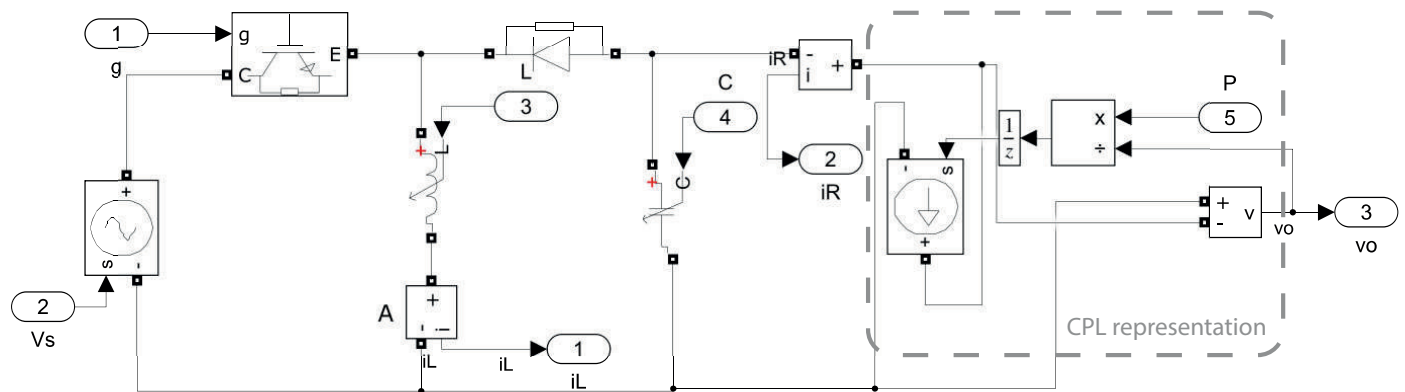 1
g
g
C
E
L
3
C
4
-
iR
i
+
2
iR
P
5
x
÷
1
z
-
s
+
+
-
v
vo
3
vo
CPL representation
+
L
+
C
+
s
-
2
Vs
A
+
-
i
iL
iL
1
iL